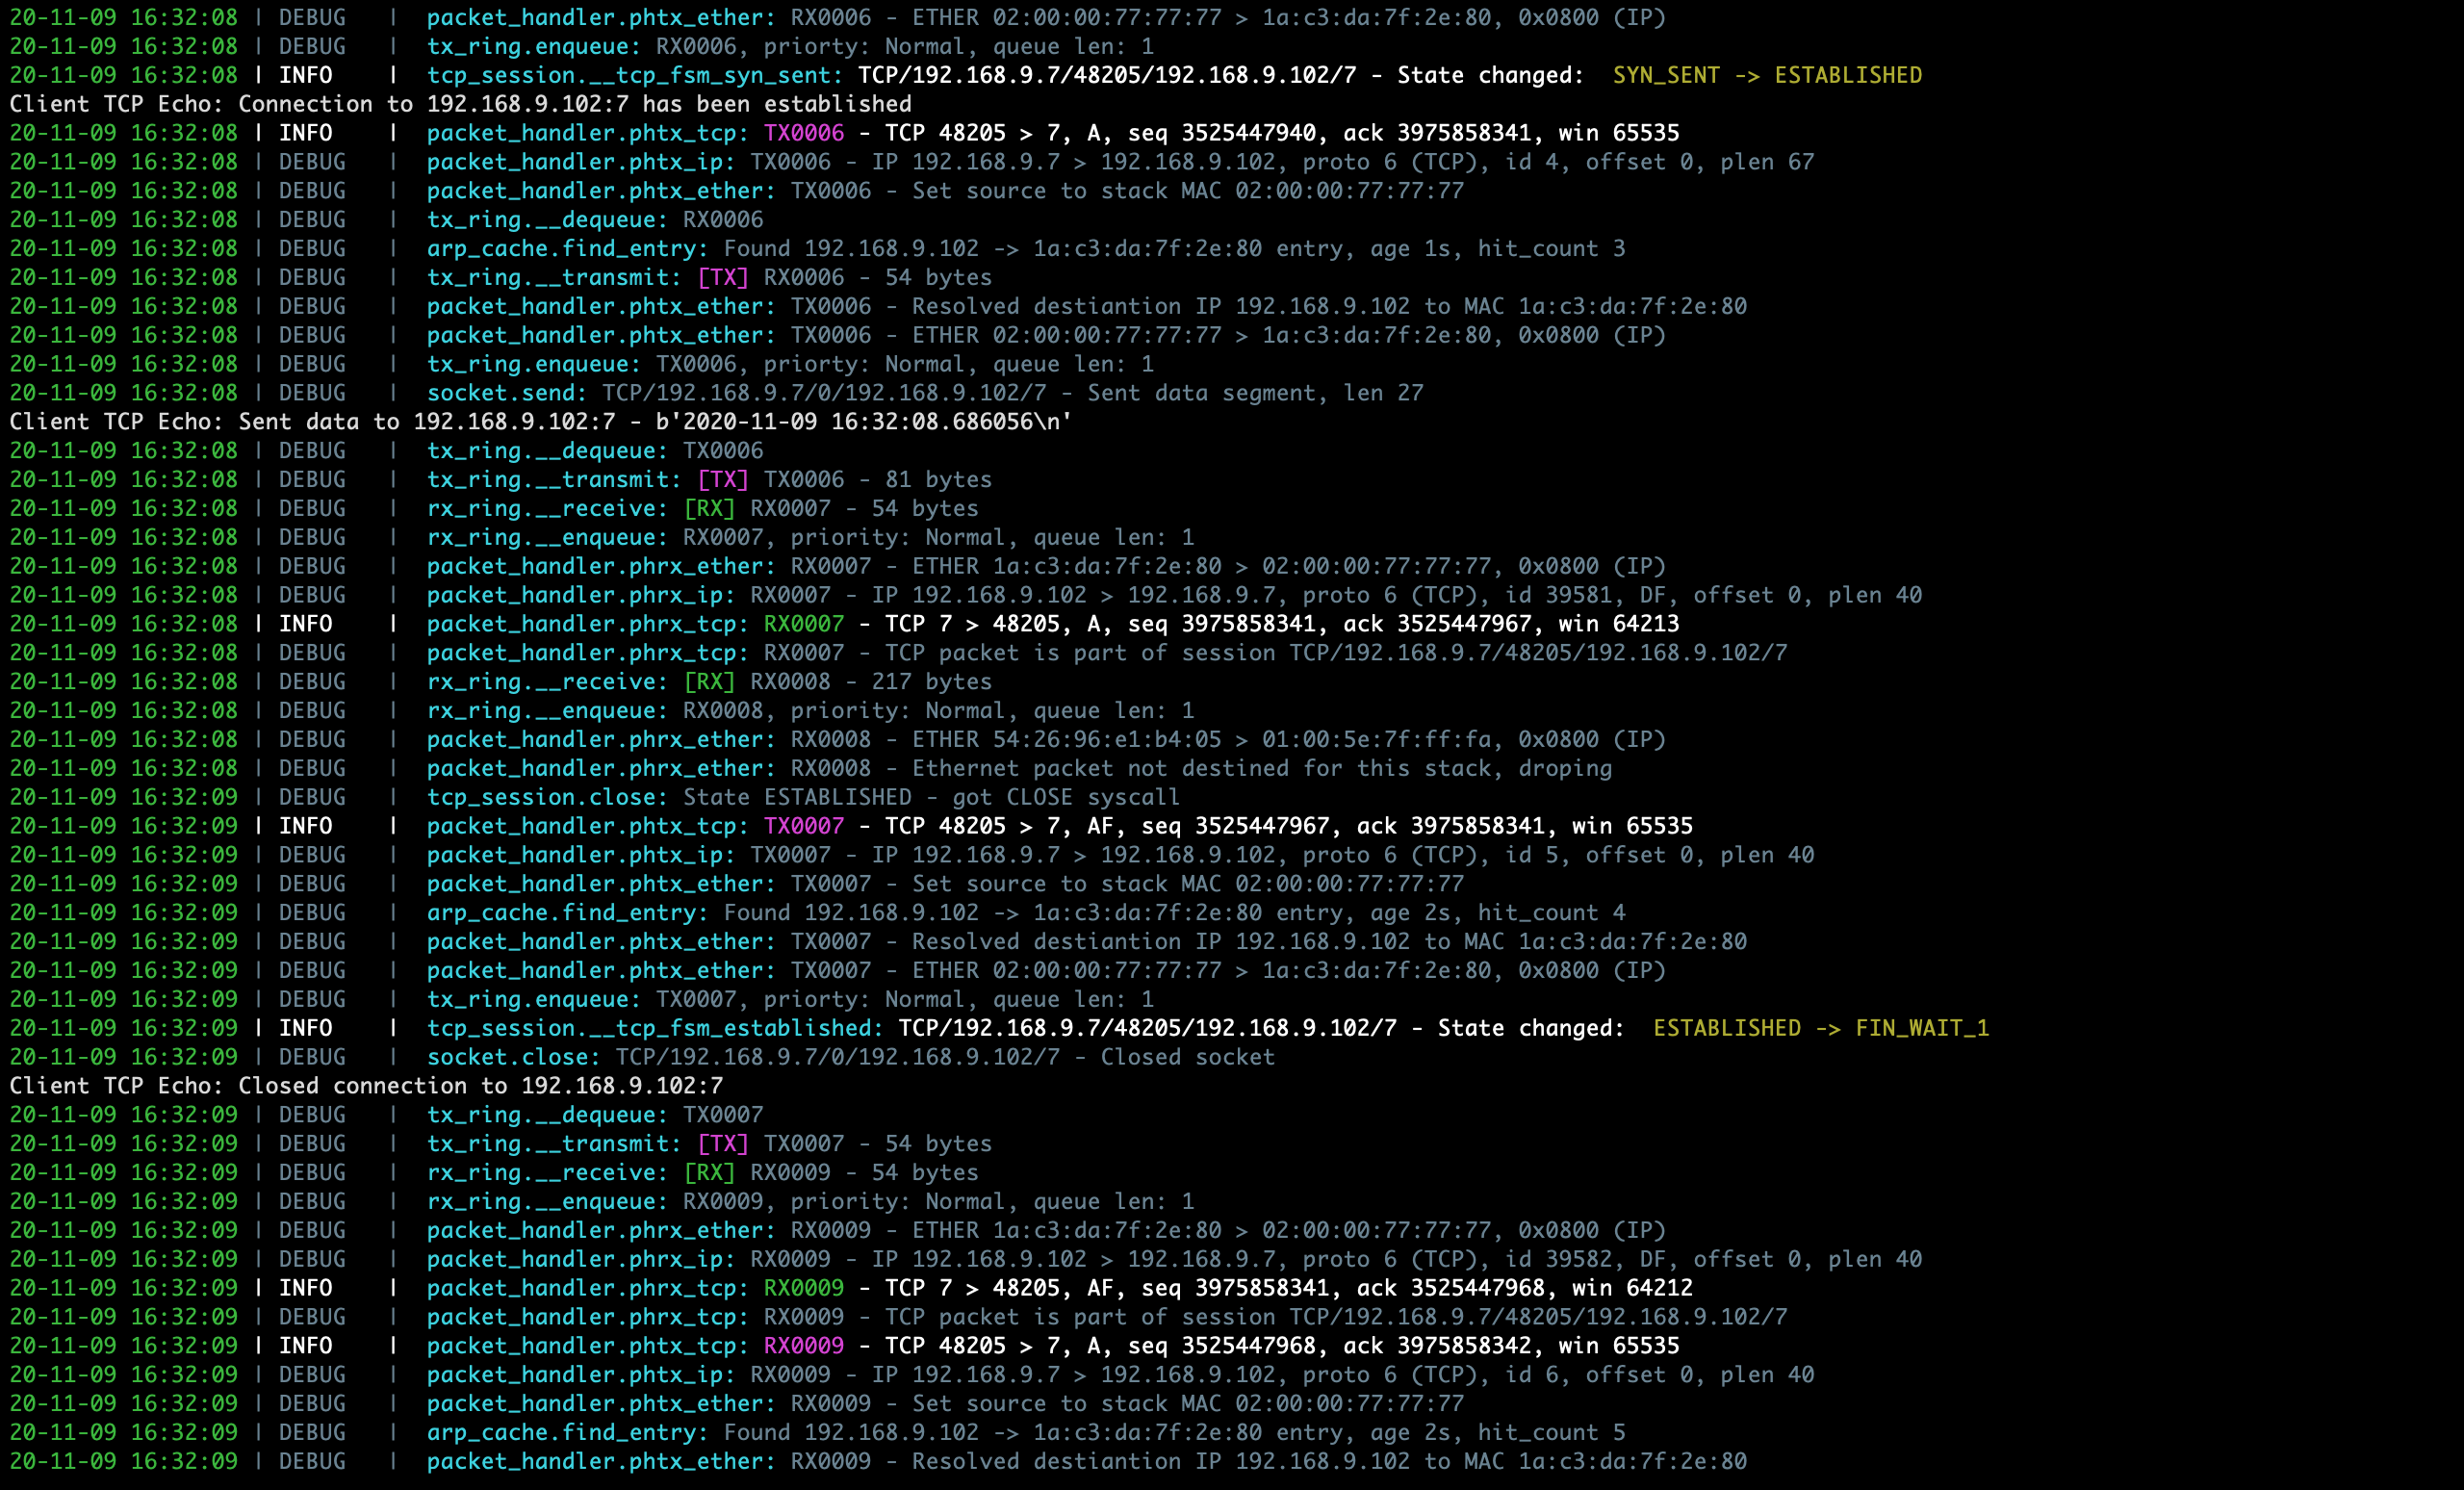 20-11-09 16:32:08 | DEBUG | packet_handler.phtx_ether: RX0006 - ETHER 02:00:00:77:77:77 > 1a:c3:da:7f:2e:80, 0x0800 (IP)
20-11-09 16:32:08 | DEBUG | tx_ring.enqueue: RX0006, priorty: Normal, queue len: 1
20-11-09 16:32:08 | INFO | tcp_session.__tcp_fsm_syn_sent: TCP/192.168.9.7/48205/192.168.9.102/7 - State changed: SYN_SENT -> ESTABLISHED
Client TCP Echo: Connection to 192.168.9.102:7 has been established
20-11-09 16:32:08 | INFO | packet_handler.phtx_tcp: TX0006 - TCP 48205 > 7, A, seq 3525447940, ack 3975858341, win 65535
20-11-09 16:32:08 | DEBUG | packet_handler.phtx_ip: TX0006 - IP 192.168.9.7 > 192.168.9.102, proto 6 (TCP), id 4, offset 0, plen 67
20-11-09 16:32:08 | DEBUG | packet_handler.phtx_ether: TX0006 - Set source to stack MAC 02:00:00:77:77:77
20-11-09 16:32:08 | DEBUG | tx_ring.__dequeue: RX0006
20-11-09 16:32:08 | DEBUG | arp_cache.find_entry: Found 192.168.9.102 -> 1a:c3:da:7f:2e:80 entry, age 1s, hit_count 3
20-11-09 16:32:08 | DEBUG | tx_ring.__transmit: [TX] RX0006 - 54 bytes
20-11-09 16:32:08 | DEBUG | packet_handler.phtx_ether: TX0006 - Resolved destiantion IP 192.168.9.102 to MAC 1a:c3:da:7f:2e:80
20-11-09 16:32:08 | DEBUG | packet_handler.phtx_ether: TX0006 - ETHER 02:00:00:77:77:77 > 1a:c3:da:7f:2e:80, 0x0800 (IP)
20-11-09 16:32:08 | DEBUG | tx_ring.enqueue: TX0006, priorty: Normal, queue len: 1
20-11-09 16:32:08 | DEBUG | socket.send: TCP/192.168.9.7/0/192.168.9.102/7 - Sent data segment, len 27
Client TCP Echo: Sent data to 192.168.9.102:7 - b'2020-11-09 16:32:08.686056\n'
20-11-09 16:32:08 | DEBUG | tx_ring.__dequeue: TX0006
20-11-09 16:32:08 | DEBUG | tx_ring.__transmit: [TX] TX0006 - 81 bytes
20-11-09 16:32:08 | DEBUG | rx_ring.__receive: [RX] RX0007 - 54 bytes
20-11-09 16:32:08 | DEBUG | rx_ring.__enqueue: RX0007, priority: Normal, queue len: 1
20-11-09 16:32:08 | DEBUG | packet_handler.phrx_ether: RX0007 - ETHER 1a:c3:da:7f:2e:80 > 02:00:00:77:77:77, 0x0800 (IP)
20-11-09 16:32:08 | DEBUG | packet_handler.phrx_ip: RX0007 - IP 192.168.9.102 > 192.168.9.7, proto 6 (TCP), id 39581, DF, offset 0, plen 40
20-11-09 16:32:08 | INFO | packet_handler.phrx_tcp: RX0007 - TCP 7 > 48205, A, seq 3975858341, ack 3525447967, win 64213
20-11-09 16:32:08 | DEBUG | packet_handler.phrx_tcp: RX0007 - TCP packet is part of session TCP/192.168.9.7/48205/192.168.9.102/7
20-11-09 16:32:08 | DEBUG | rx_ring.__receive: [RX] RX0008 - 217 bytes
20-11-09 16:32:08 | DEBUG | rx_ring.__enqueue: RX0008, priority: Normal, queue len: 1
20-11-09 16:32:08 | DEBUG | packet_handler.phrx_ether: RX0008 - ETHER 54:26:96:e1:b4:05 > 01:00:5e:7f:ff:fa, 0x0800 (IP)
20-11-09 16:32:08 | DEBUG | packet_handler.phrx_ether: RX0008 - Ethernet packet not destined for this stack, droping
20-11-09 16:32:09 | DEBUG | tcp_session.close: State ESTABLISHED - got CLOSE syscall
20-11-09 16:32:09 | INFO | packet_handler.phtx_tcp: TX0007 - TCP 48205 > 7, AF, seq 3525447967, ack 3975858341, win 65535
20-11-09 16:32:09 | DEBUG | packet_handler.phtx_ip: TX0007 - IP 192.168.9.7 > 192.168.9.102, proto 6 (TCP), id 5, offset 0, plen 40
20-11-09 16:32:09 | DEBUG | packet_handler.phtx_ether: TX0007 - Set source to stack MAC 02:00:00:77:77:77
20-11-09 16:32:09 | DEBUG | arp_cache.find_entry: Found 192.168.9.102 -> 1a:c3:da:7f:2e:80 entry, age 2s, hit_count 4
20-11-09 16:32:09 | DEBUG | packet_handler.phtx_ether: TX0007 - Resolved destiantion IP 192.168.9.102 to MAC 1a:c3:da:7f:2e:80
20-11-09 16:32:09 | DEBUG | packet_handler.phtx_ether: TX0007 - ETHER 02:00:00:77:77:77 > 1a:c3:da:7f:2e:80, 0x0800 (IP)
20-11-09 16:32:09 | DEBUG | tx_ring.enqueue: TX0007, priorty: Normal, queue len: 1
20-11-09 16:32:09 | INFO | tcp_session.__tcp_fsm_established: TCP/192.168.9.7/48205/192.168.9.102/7 - State changed: ESTABLISHED -> FIN_WAIT_1
20-11-09 16:32:09 | DEBUG | socket.close: TCP/192.168.9.7/0/192.168.9.102/7 - Closed socket
Client TCP Echo: Closed connection to 192.168.9.102:7
20-11-09 16:32:09 | DEBUG | tx_ring.__dequeue: TX0007
20-11-09 16:32:09 | DEBUG | tx_ring.__transmit: [TX] TX0007 - 54 bytes
20-11-09 16:32:09 | DEBUG | rx_ring.__receive: [RX] RX0009 - 54 bytes
20-11-09 16:32:09 | DEBUG | rx_ring.__enqueue: RX0009, priority: Normal, queue len: 1
20-11-09 16:32:09 | DEBUG | packet_handler.phrx_ether: RX0009 - ETHER 1a:c3:da:7f:2e:80 > 02:00:00:77:77:77, 0x0800 (IP)
20-11-09 16:32:09 | DEBUG | packet_handler.phrx_ip: RX0009 - IP 192.168.9.102 > 192.168.9.7, proto 6 (TCP), id 39582, DF, offset 0, plen 40
20-11-09 16:32:09 | INFO | packet_handler.phrx_tcp: RX0009 - TCP 7 > 48205, AF, seq 3975858341, ack 3525447968, win 64212
20-11-09 16:32:09 | DEBUG | packet_handler.phrx_tcp: RX0009 - TCP packet is part of session TCP/192.168.9.7/48205/192.168.9.102/7
20-11-09 16:32:09 | INFO | packet_handler.phtx_tcp: RX0009 - TCP 48205 > 7, A, seq 3525447968, ack 3975858342, win 65535
20-11-09 16:32:09 | DEBUG | packet_handler.phtx_ip: RX0009 - IP 192.168.9.7 > 192.168.9.102, proto 6 (TCP), id 6, offset 0, plen 40
20-11-09 16:32:09 | DEBUG | packet_handler.phtx_ether: RX0009 - Set source to stack MAC 02:00:00:77:77:77
20-11-09 16:32:09 | DEBUG | arp_cache.find_entry: Found 192.168.9.102 -> 1a:c3:da:7f:2e:80 entry, age 2s, hit_count 5
20-11-09 16:32:09 | DEBUG | packet_handler.phtx_ether: RX0009 - Resolved destiantion IP 192.168.9.102 to MAC 1a:c3:da:7f:2e:80